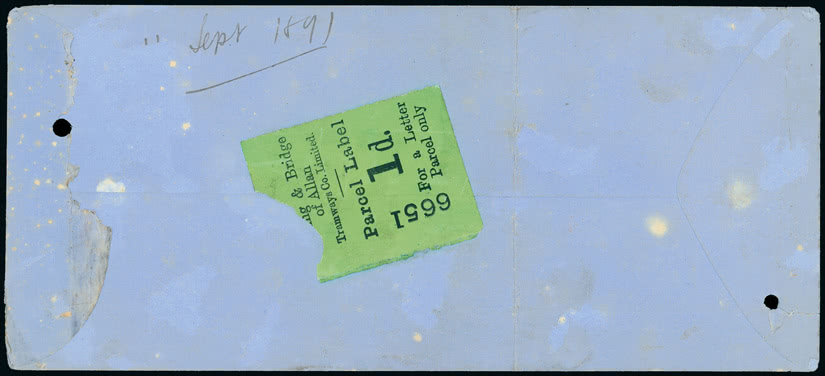 " Sept 1891
ng & Bridge
of Allan
Tramways Co. Limited.
Parcel Label
1d.
For a Letter
Parcel only
6651